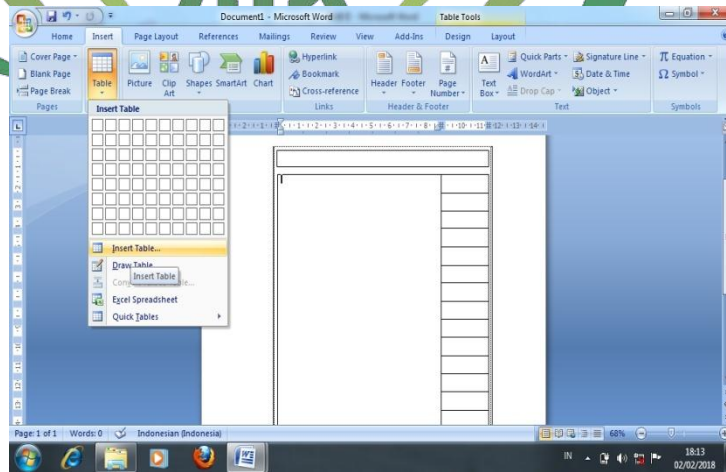 Document1 - Microsoft Word
Table Tools
Home Insert Page Layout References Mailings Review View Add-Ins Design Layout
Cover Page
Blank Page
Page Break
Pages
Table
Picture
Clip Art
Shapes
SmartArt
Chart
Hyperlink
Bookmark
Cross-reference
Links
Header
Footer
Page Number
Header & Footer
Text Box
Quick Parts
WordArt
Drop Cap
Signature Line
Date & Time
Object
Text
Equation
Symbol
Symbols
Insert Table
Insert Table...
Draw Table
Insert Table
Excel Spreadsheet
Quick Tables
Page: 1 of 1 Words: 0 Indonesian (Indonesia) 68%
IN 18:13
02/02/2018